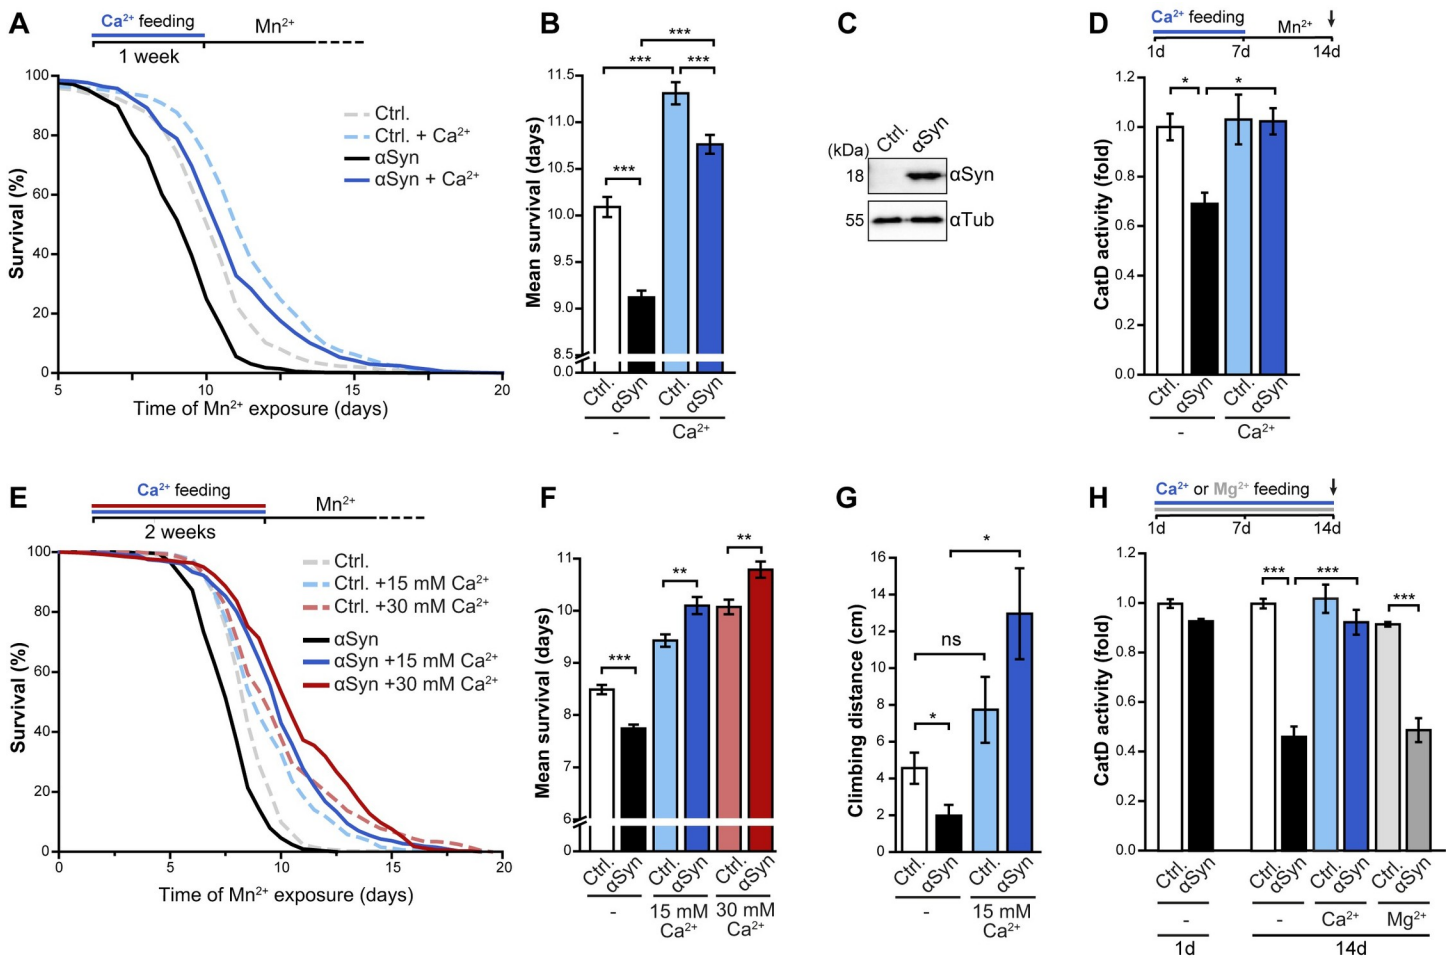 A
Ca²⁺ feeding
Mn²⁺
1 week
Survival (%)
100
80
60
40
20
0
5
10
15
20
Time of Mn²⁺ exposure (days)
Ctrl.
Ctrl. + Ca²⁺
αSyn
αSyn + Ca²⁺
B
Mean survival (days)
11.5
11.0
10.5
10.0
9.5
9.0
8.5
0.0
***
***
***
***
Ctrl.
αSyn
Ctrl.
αSyn
-
Ca²⁺
C
Ctrl.
αSyn
(kDa)
18
αSyn
55
αTub
D
Ca²⁺ feeding
Mn²⁺
1d
7d
14d
CatD activity (fold)
1.2
1.0
0.8
0.6
0.4
0.2
0.0
*
*
Ctrl.
αSyn
Ctrl.
αSyn
-
Ca²⁺
E
Ca²⁺ feeding
Mn²⁺
2 weeks
Survival (%)
100
80
60
40
20
0
0
5
10
15
20
Time of Mn²⁺ exposure (days)
Ctrl.
Ctrl. +15 mM Ca²⁺
Ctrl. +30 mM Ca²⁺
αSyn
αSyn +15 mM Ca²⁺
αSyn +30 mM Ca²⁺
F
Mean survival (days)
11
10
9
8
7
6
0
***
**
**
Ctrl.
αSyn
Ctrl.
αSyn
Ctrl.
αSyn
-
15 mM
Ca²⁺
30 mM
Ca²⁺
G
Climbing distance (cm)
16
14
12
10
8
6
4
2
0
*
ns
*
Ctrl.
αSyn
Ctrl.
αSyn
-
15 mM
Ca²⁺
H
Ca²⁺ or Mg²⁺ feeding
1d
7d
14d
CatD activity (fold)
1.2
1.0
0.8
0.6
0.4
0.2
0.0
***
***
***
Ctrl.
αSyn
Ctrl.
αSyn
Ctrl.
αSyn
Ctrl.
αSyn
-
-
Ca²⁺
Mg²⁺
1d
14d